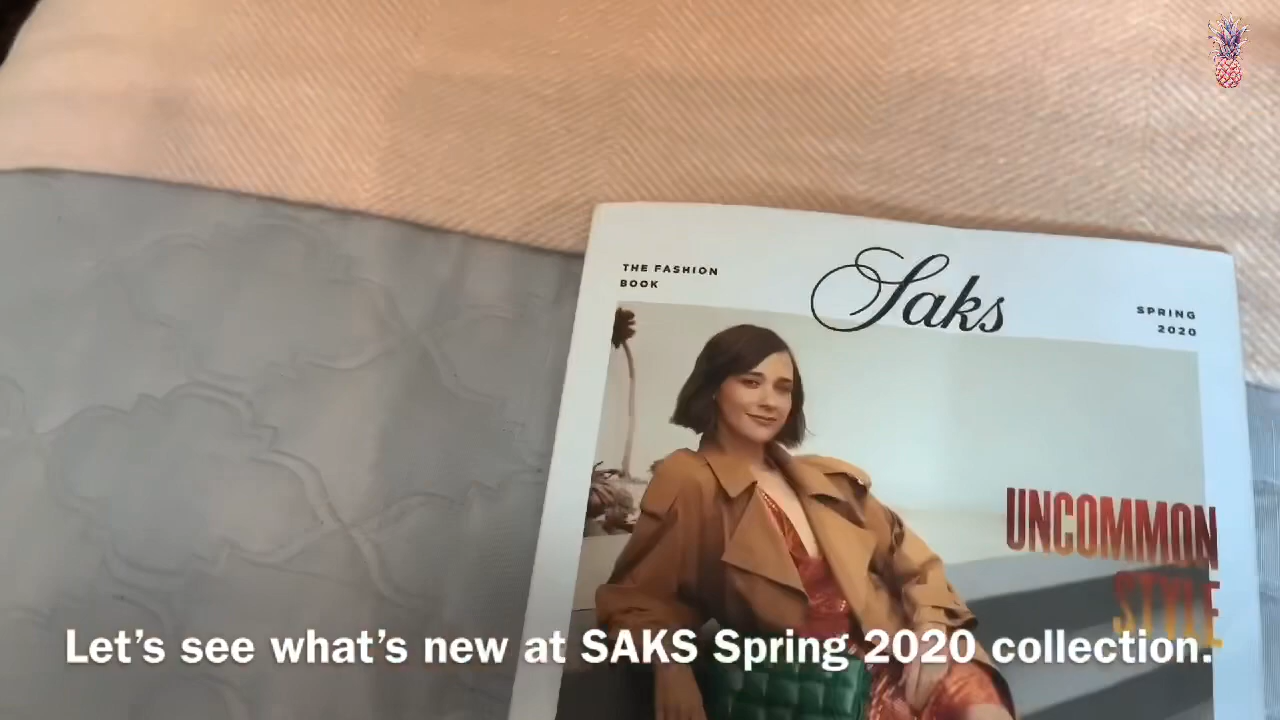 THE FASHION
BOOK
Saks
SPRING
2020
UNCOMMON
STYLE
Let's see what's new at SAKS Spring 2020 collection.